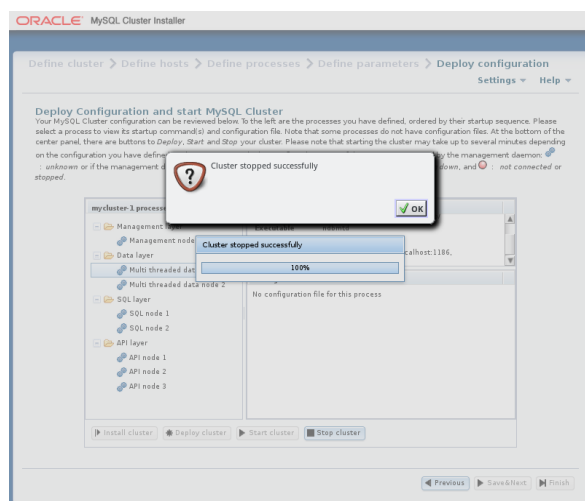 ORACLE MySQL Cluster Installer
Define cluster > Define hosts > Define processes > Define parameters > Deploy configuration
Settings Help
Deploy Configuration and start MySQL Cluster
Your MySQL Cluster configuration can be reviewed below. To the left are the processes you have defined, ordered by their startup sequence. Please
select a process to view its startup command(s) and configuration file. Note that some processes do not have configuration files. At the bottom of the
center panel, there are buttons to Deploy, Start and Stop your cluster. Please note that starting the cluster may take up to several minutes depending
on the configuration you have define by the management daemon:
: unknown or if the management d down, and : not connected or
stopped.
Cluster stopped successfully
OK
mycluster-1 processe
Management layer
Management node
Data layer
Multi threaded dat
Multi threaded data node 2
SQL layer
SQL node 1
SQL node 2
API layer
API node 1
API node 2
API node 3
Executable
calhost:1186,
Cluster stopped successfully
100%
No configuration file for this process
Install cluster Deploy cluster Start cluster Stop cluster
Previous Save&Next Finish